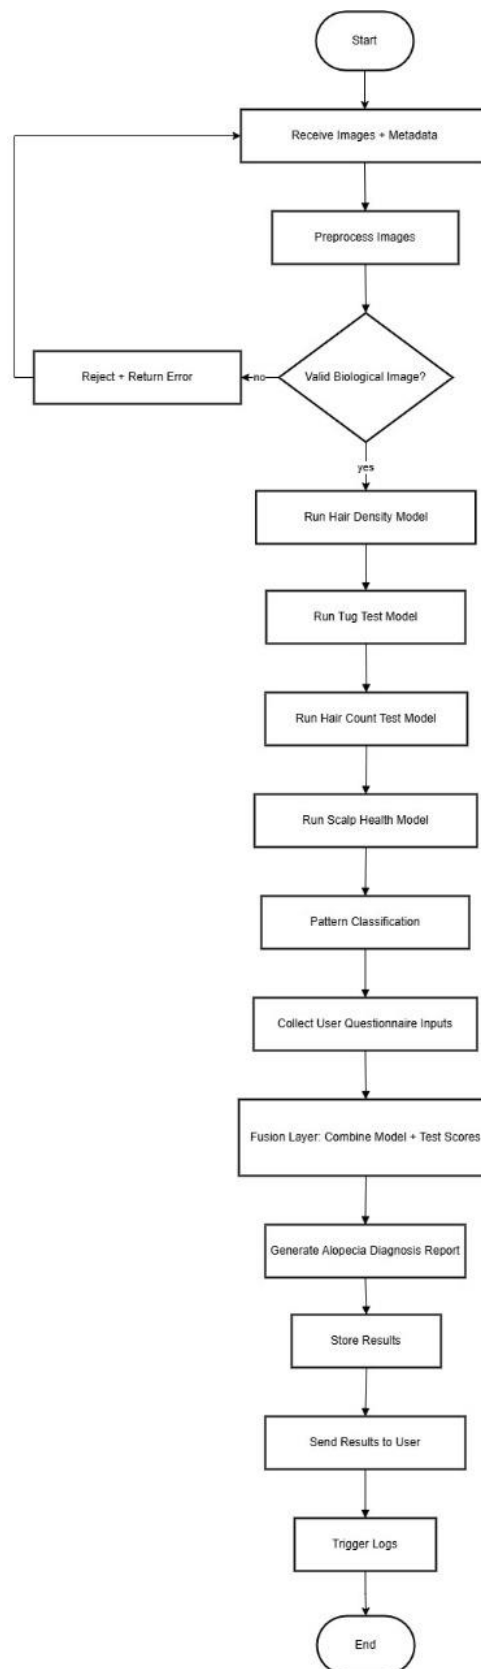 Start
Receive Images + Metadata
Preprocess Images
Valid Biological Image?
no
Reject + Return Error
yes
Run Hair Density Model
Run Tug Test Model
Run Hair Count Test Model
Run Scalp Health Model
Pattern Classification
Collect User Questionnaire Inputs
Fusion Layer: Combine Model + Test Scores
Generate Alopecia Diagnosis Report
Store Results
Send Results to User
Trigger Logs
End